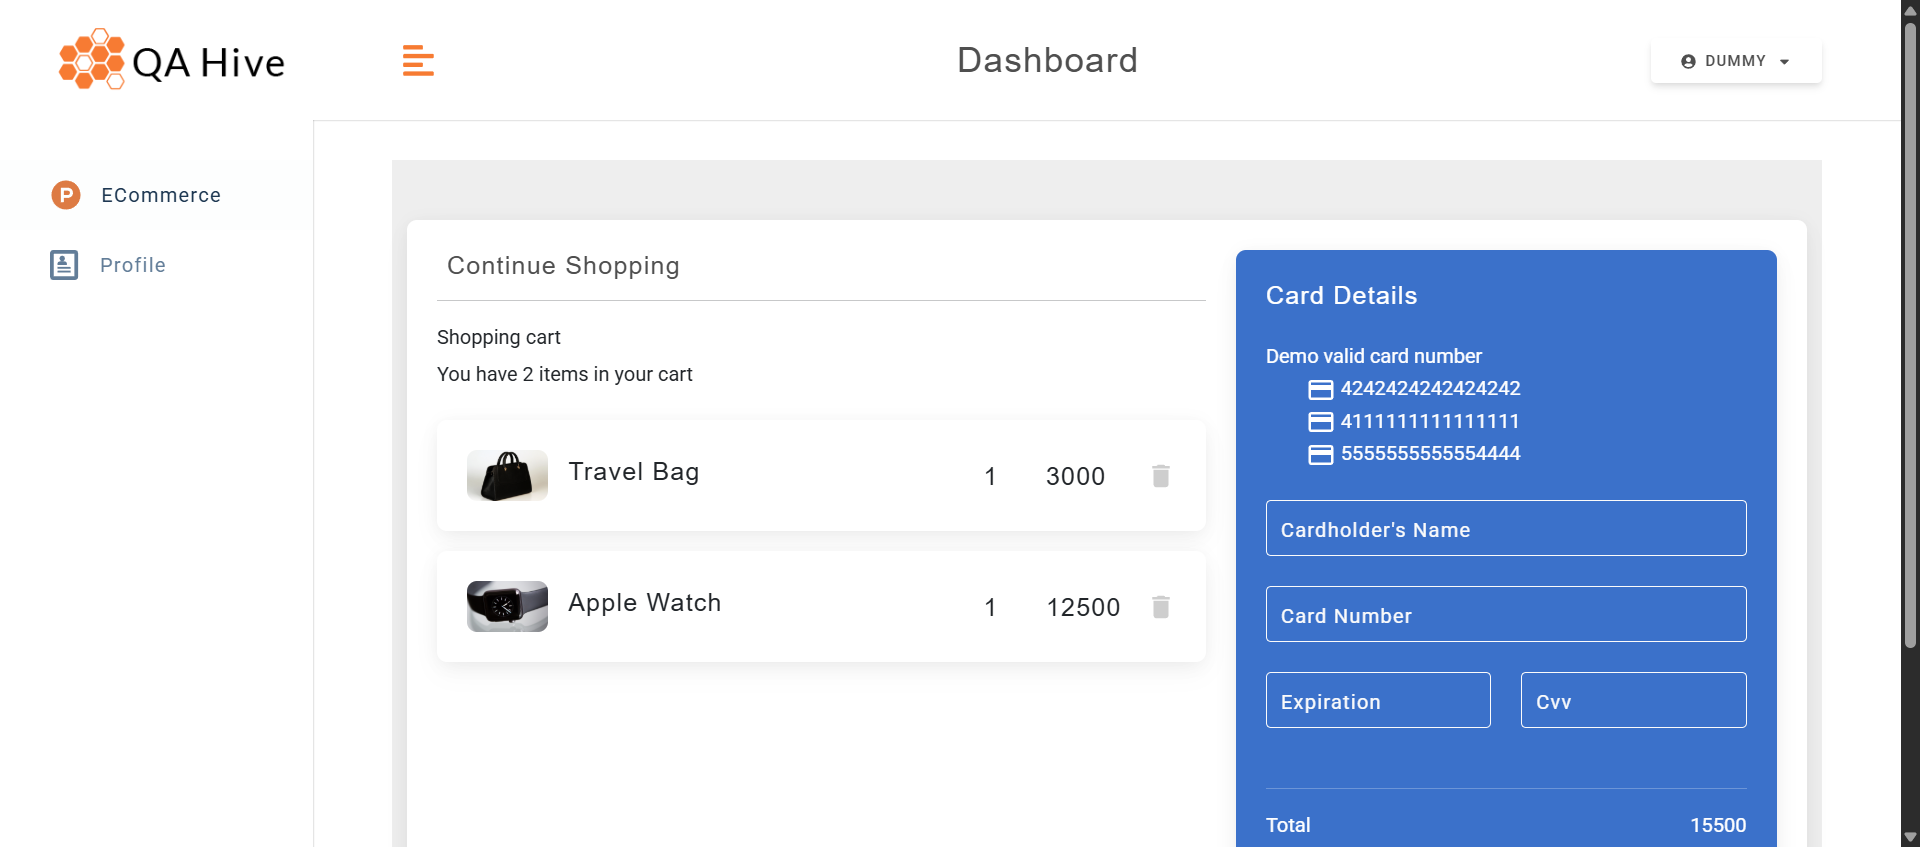 QA Hive
Dashboard
DUMMY
ECommerce
Profile
Continue Shopping
Shopping cart
You have 2 items in your cart
Travel Bag 1 3000
Apple Watch 1 12500
Card Details
Demo valid card number
4242424242424242
4111111111111111
5555555555554444
Cardholder's Name
Card Number
Expiration Cvv
Total 15500